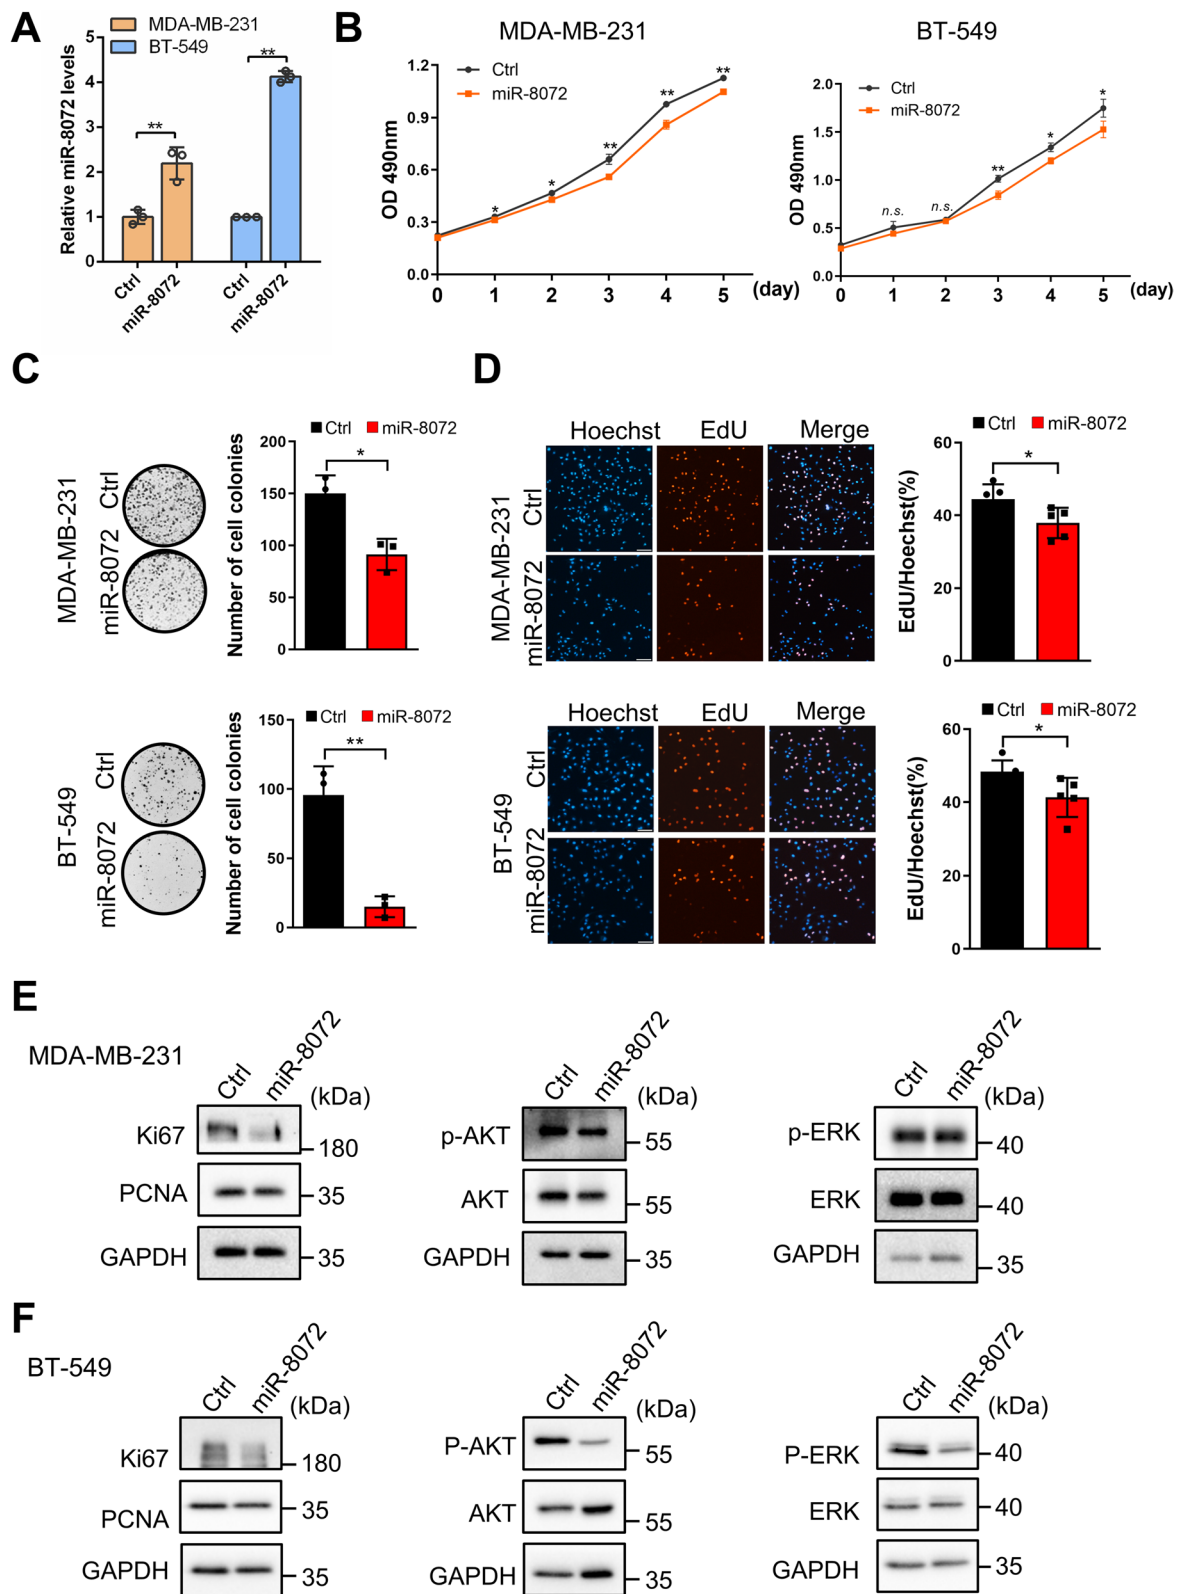 A
MDA-MB-231
BT-549
Relative miR-8072 levels
5
4
3
2
1
0
**
**
Ctrl
miR-8072
Ctrl
miR-8072
B
MDA-MB-231
Ctrl
miR-8072
OD 490nm
1.2
0.9
0.6
0.3
0.0
*
*
**
**
**
0 1 2 3 4 5 (day)
BT-549
Ctrl
miR-8072
OD 490nm
2.0
1.5
1.0
0.5
0.0
n.s.
n.s.
**
*
*
0 1 2 3 4 5 (day)
C
MDA-MB-231
Ctrl
miR-8072
Ctrl miR-8072
Number of cell colonies
200
150
100
50
0
*
BT-549
Ctrl
miR-8072
Ctrl miR-8072
Number of cell colonies
150
100
50
0
**
D
Hoechst EdU Merge
MDA-MB-231
Ctrl
miR-8072
Ctrl miR-8072
EdU/Hoechst(%)
60
40
20
0
*
Hoechst EdU Merge
BT-549
Ctrl
miR-8072
Ctrl miR-8072
EdU/Hoechst(%)
60
40
20
0
*
E
MDA-MB-231
Ctrl miR-8072 (kDa)
Ki67 180
PCNA 35
GAPDH 35
Ctrl miR-8072 (kDa)
p-AKT 55
AKT 55
GAPDH 35
Ctrl miR-8072 (kDa)
p-ERK 40
ERK 40
GAPDH 35
F
BT-549
Ctrl miR-8072 (kDa)
Ki67 180
PCNA 35
GAPDH 35
Ctrl miR-8072 (kDa)
P-AKT 55
AKT 55
GAPDH 35
Ctrl miR-8072 (kDa)
P-ERK 40
ERK 40
GAPDH 35